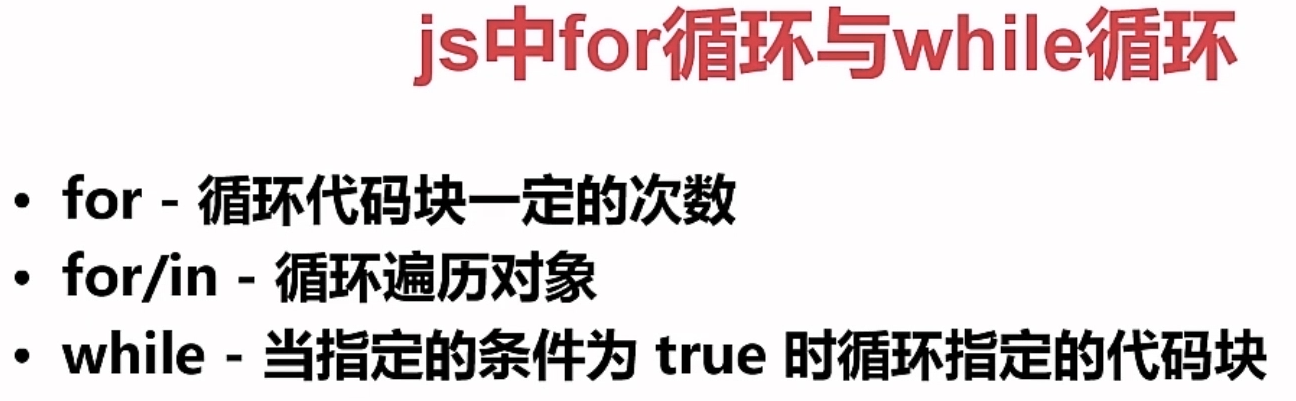 js中for循环与while循环
• for - 循环代码块一定的次数
• for/in - 循环遍历对象
• while - 当指定的条件为 true 时循环指定的代码块